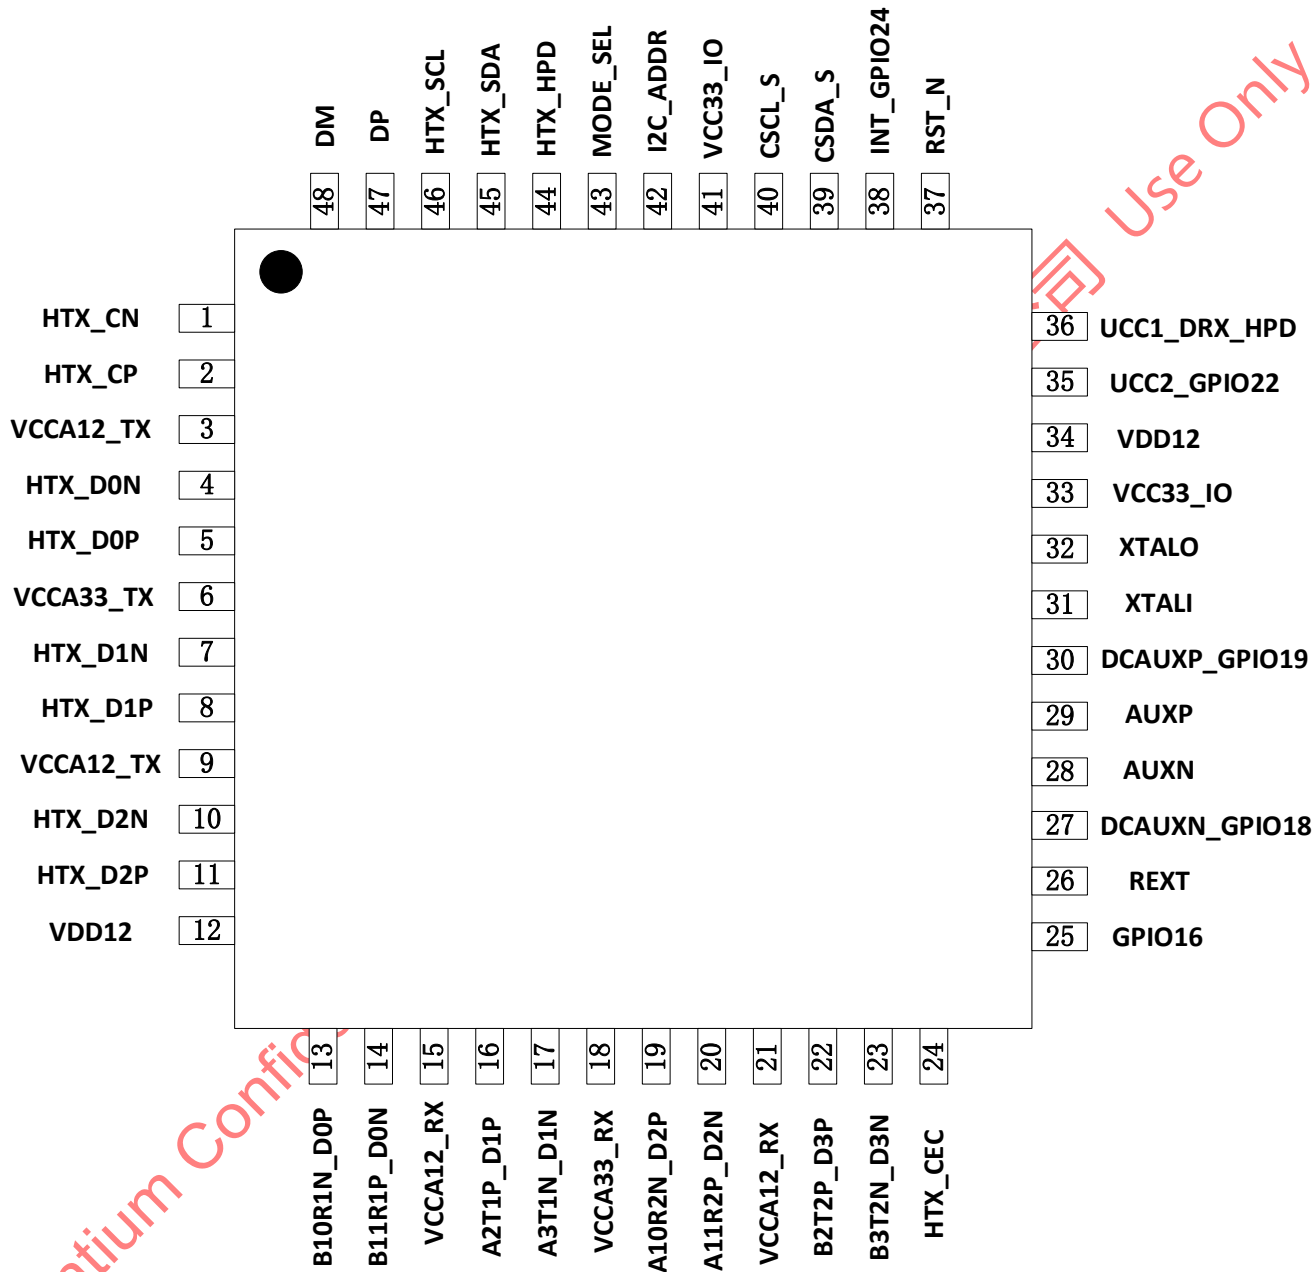 DM
DP
HTX_SCL
HTX_SDA
HTX_HPD
MODE_SEL
I2C_ADDR
VCC33_IO
CSCL_S
CSDA_S
INT_GPIO24
RST_N
48
47
46
45
44
43
42
41
40
39
38
37
司 Use Only
HTX_CN 1
HTX_CP 2
VCCA12_TX 3
HTX_D0N 4
HTX_D0P 5
VCCA33_TX 6
HTX_D1N 7
HTX_D1P 8
VCCA12_TX 9
HTX_D2N 10
HTX_D2P 11
VDD12 12
36 UCC1_DRX_HPD
35 UCC2_GPIO22
34 VDD12
33 VCC33_IO
32 XTALO
31 XTALI
30 DCAUXP_GPIO19
29 AUXP
28 AUXN
27 DCAUXN_GPIO18
26 REXT
25 GPIO16
13
14
15
16
17
18
19
20
21
22
23
24
B10R1N_D0P
B11R1P_D0N
VCCA12_RX
A2T1P_D1P
A3T1N_D1N
VCCA33_RX
A10R2N_D2P
A11R2P_D2N
VCCA12_RX
B2T2P_D3P
B3T2N_D3N
HTX_CEC